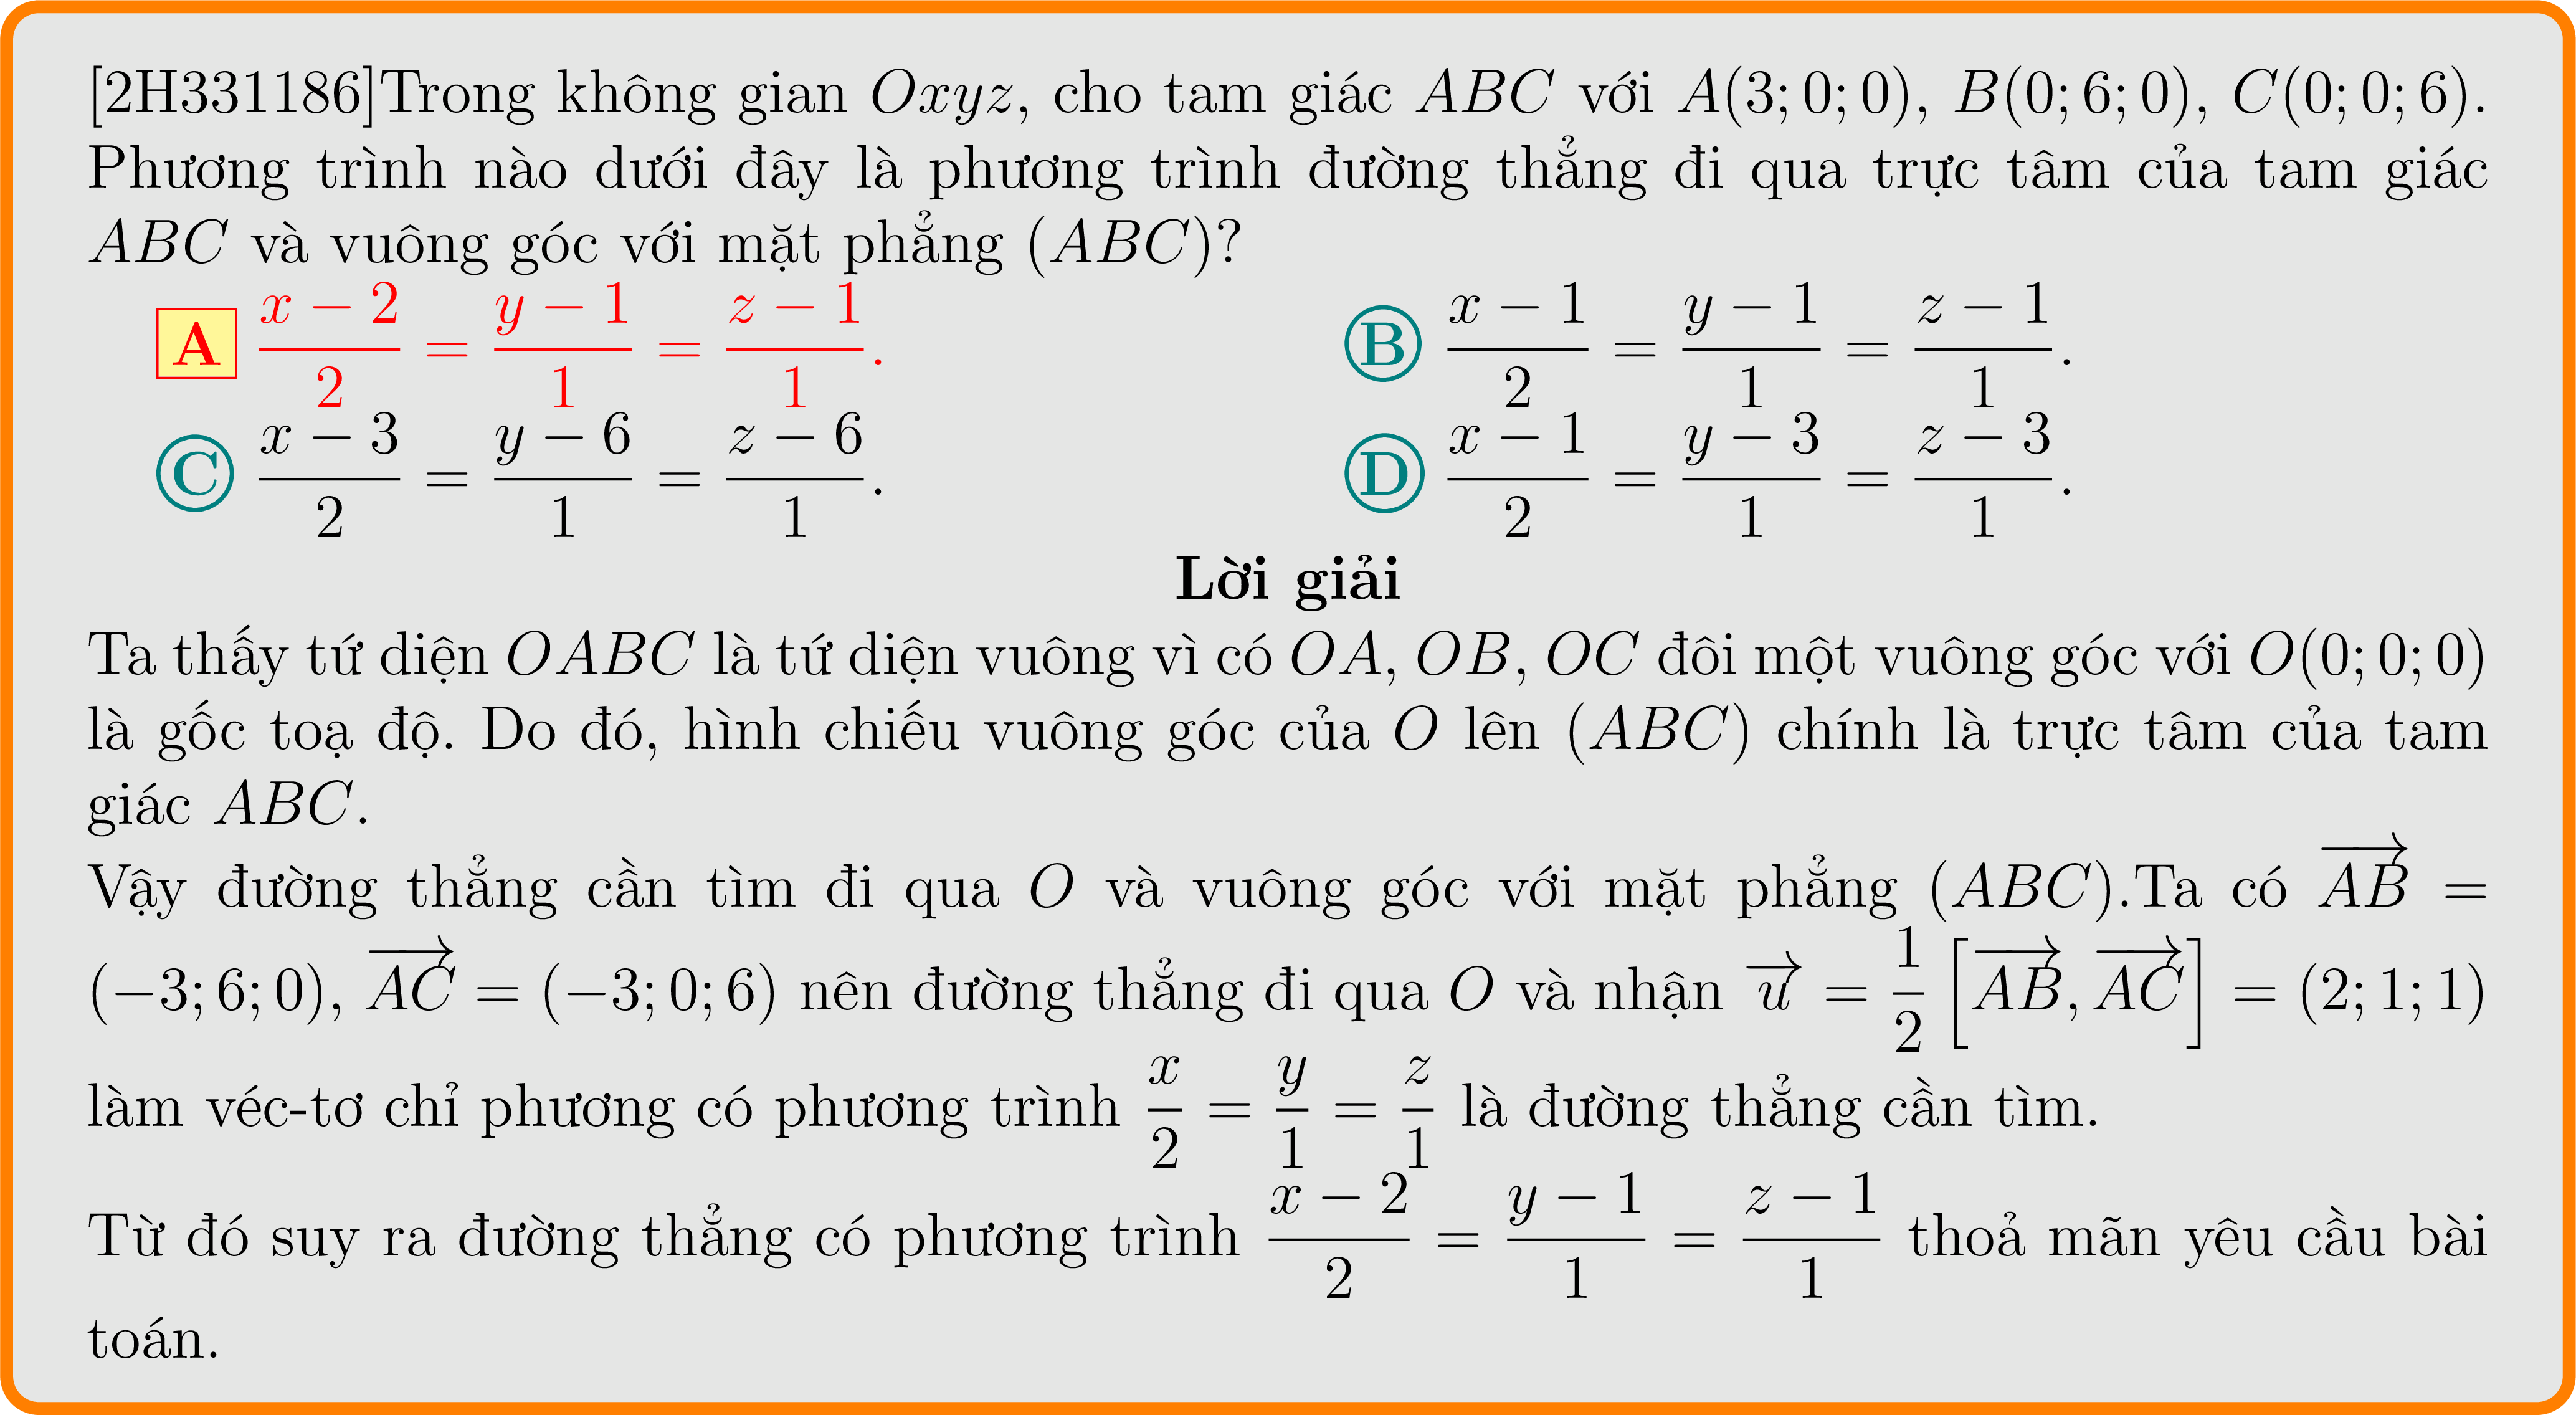 [2H331186]Trong không gian Oxyz, cho tam giác ABC với A(3; 0; 0), B(0; 6; 0), C(0; 0; 6).
Phương trình nào dưới đây là phương trình đường thẳng đi qua trực tâm của tam giác
ABC và vuông góc với mặt phẳng (ABC)?
A \frac{x − 2}{2} = \frac{y − 1}{1} = \frac{z − 1}{1}. B \frac{x − 1}{2} = \frac{y − 1}{1} = \frac{z − 1}{1}.
C \frac{x − 3}{2} = \frac{y − 6}{1} = \frac{z − 6}{1}. D \frac{x − 1}{2} = \frac{y − 3}{1} = \frac{z − 3}{1}.
Lời giải
Ta thấy tứ diện OABC là tứ diện vuông vì có OA, OB, OC đôi một vuông góc với O(0; 0; 0)
là gốc toạ độ. Do đó, hình chiếu vuông góc của O lên (ABC) chính là trực tâm của tam
giác ABC.
Vậy đường thẳng cần tìm đi qua O và vuông góc với mặt phẳng (ABC).Ta có \overrightarrow{AB} =
(−3; 6; 0), \overrightarrow{AC} = (−3; 0; 6) nên đường thẳng đi qua O và nhận \overrightarrow{u} = \frac{1}{2} [\overrightarrow{AB}, \overrightarrow{AC}] = (2; 1; 1)
làm véc-tơ chỉ phương có phương trình \frac{x}{2} = \frac{y}{1} = \frac{z}{1} là đường thẳng cần tìm.
Từ đó suy ra đường thẳng có phương trình \frac{x − 2}{2} = \frac{y − 1}{1} = \frac{z − 1}{1} thoả mãn yêu cầu bài
toán.